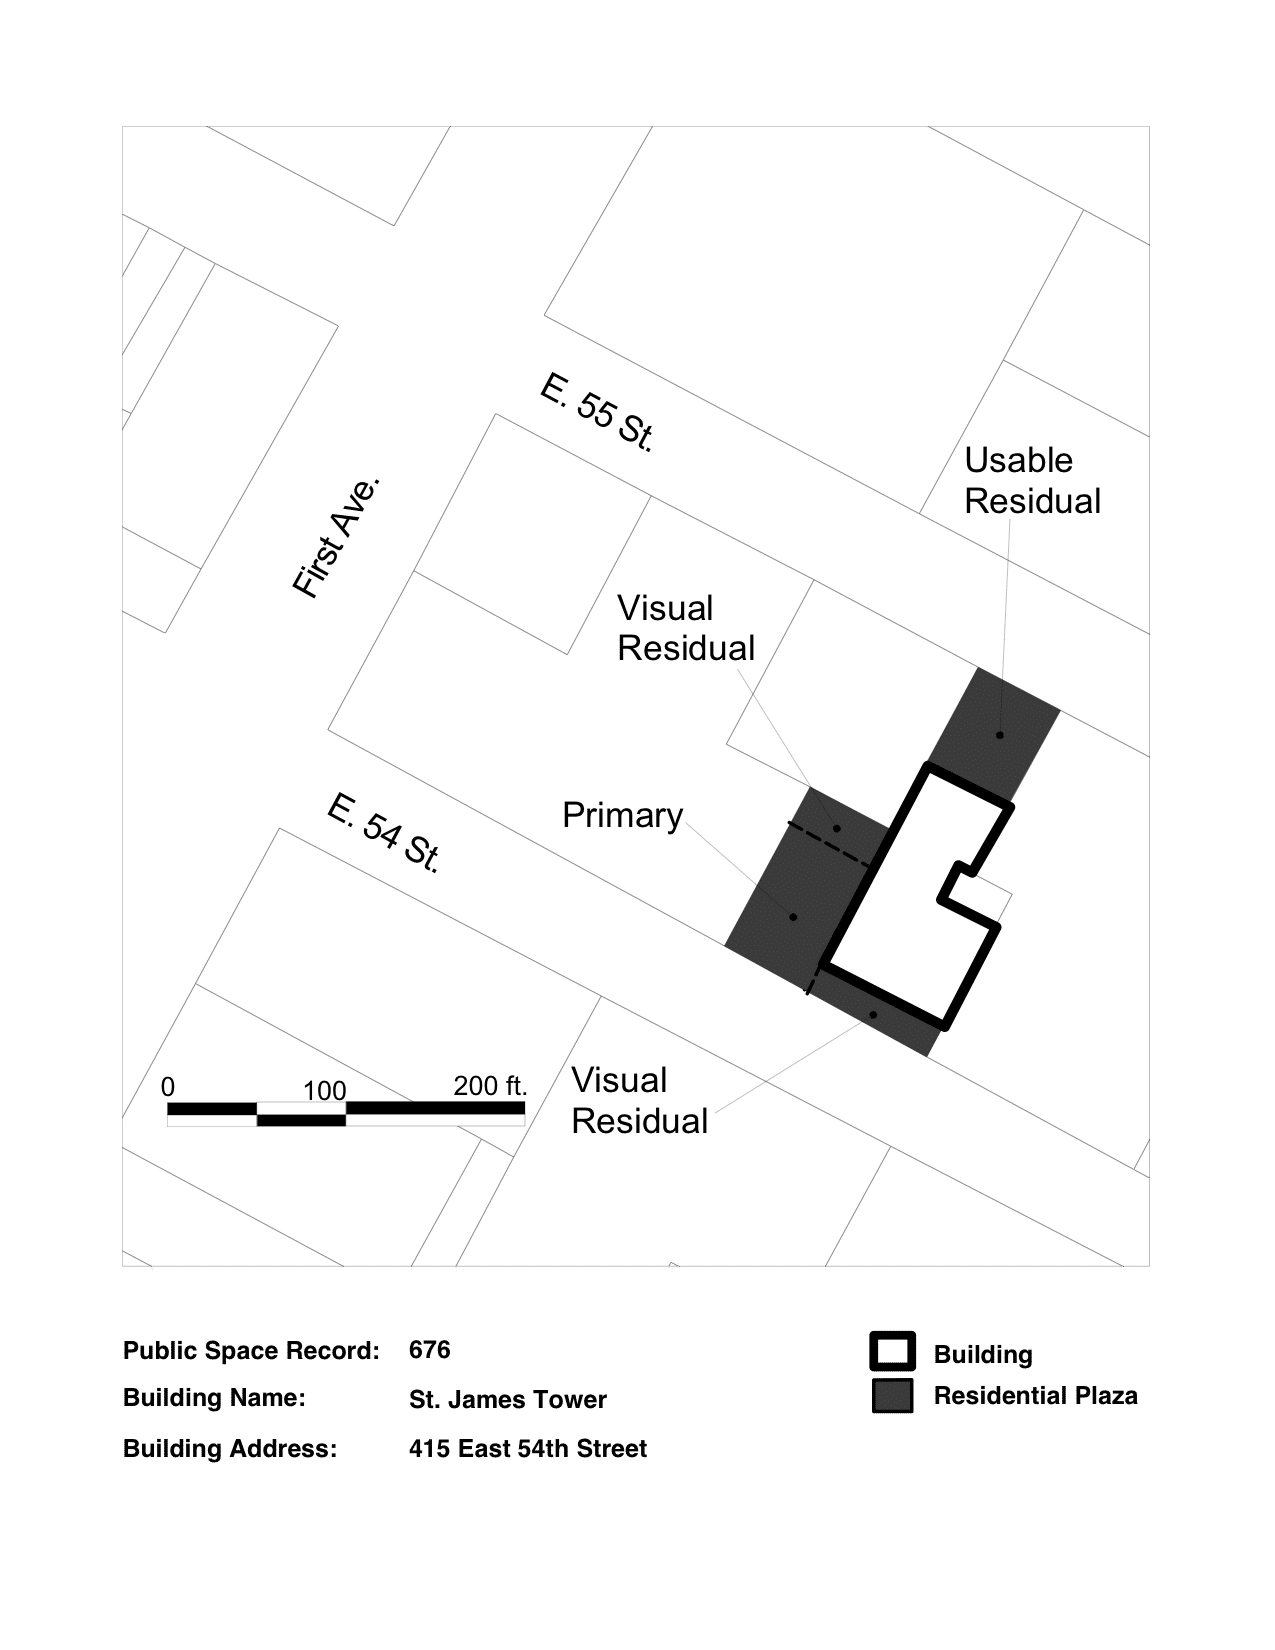 E. 55 St.
Usable
Residual
First Ave.
Visual
Residual
Primary
E. 54 St.
Visual
Residual
0 100 200 ft.
Public Space Record: 676
Building Name: St. James Tower
Building Address: 415 East 54th Street
Building
Residential Plaza